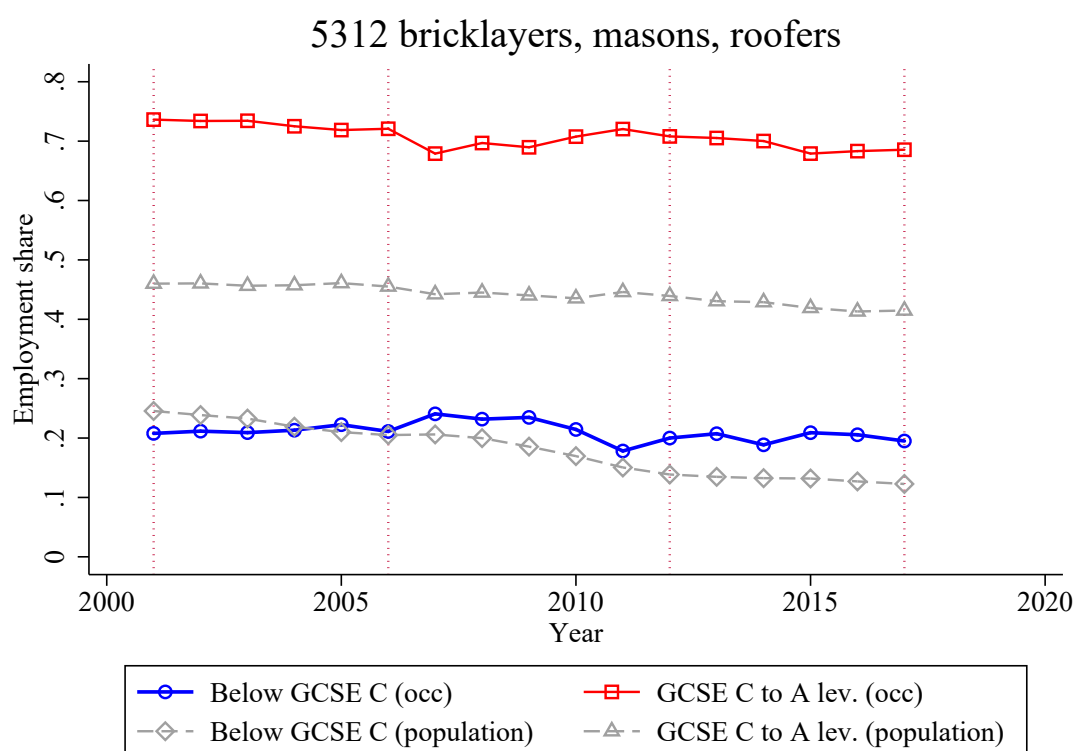 5312 bricklayers, masons, roofers
Employment share
.8
.7
.6
.5
.4
.3
.2
.1
0
2000 2005 2010 2015 2020
Year
Below GCSE C (occ) GCSE C to A lev. (occ)
Below GCSE C (population) GCSE C to A lev. (population)